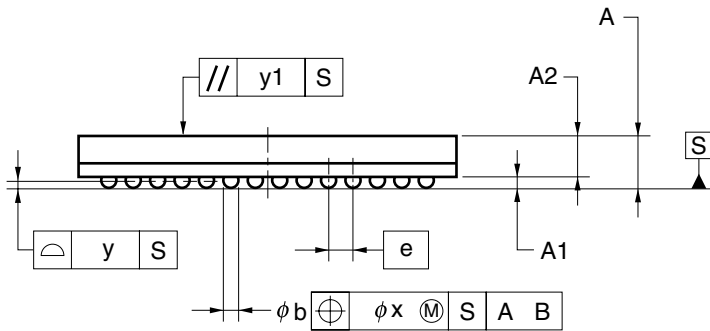 A
// y1 S
A2
S
⌓ y S
e
A1
φb ⌖ φx Ⓜ S A B